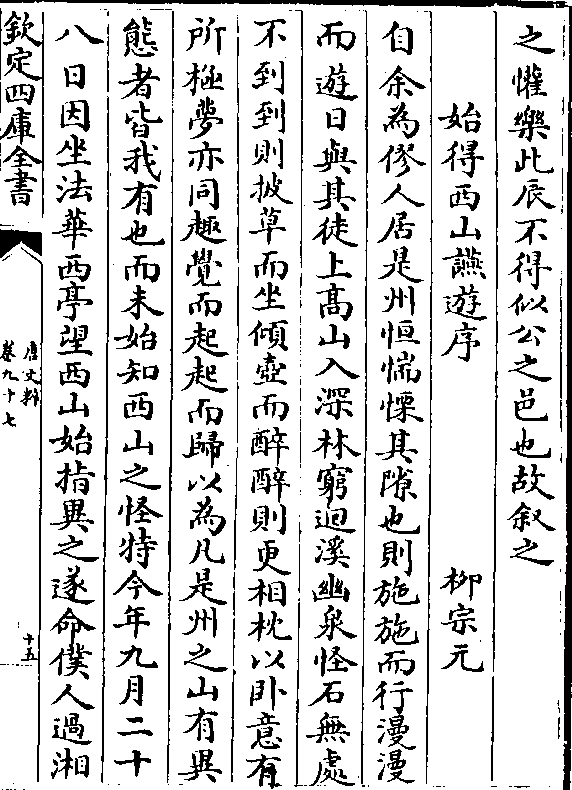 之懽樂此辰不得似公之邑也故叙之
始得西山讌遊序 柳宗元
自余為僇人居是州恒惴慄其隙也則施施而行漫漫
而遊日與其徒上髙山入深林窮迴溪幽泉怪石無處
不到到則披草而坐傾壺而醉醉則更相枕以卧意有
所極夢亦同趣覺而起起而歸以為凡是州之山有異
態者皆我有也而未始知西山之怪特今年九月二十
八日因坐法華西亭望西山始指異之遂命僕人過湘
欽定四庫全書
唐文粹
卷九十七
十五